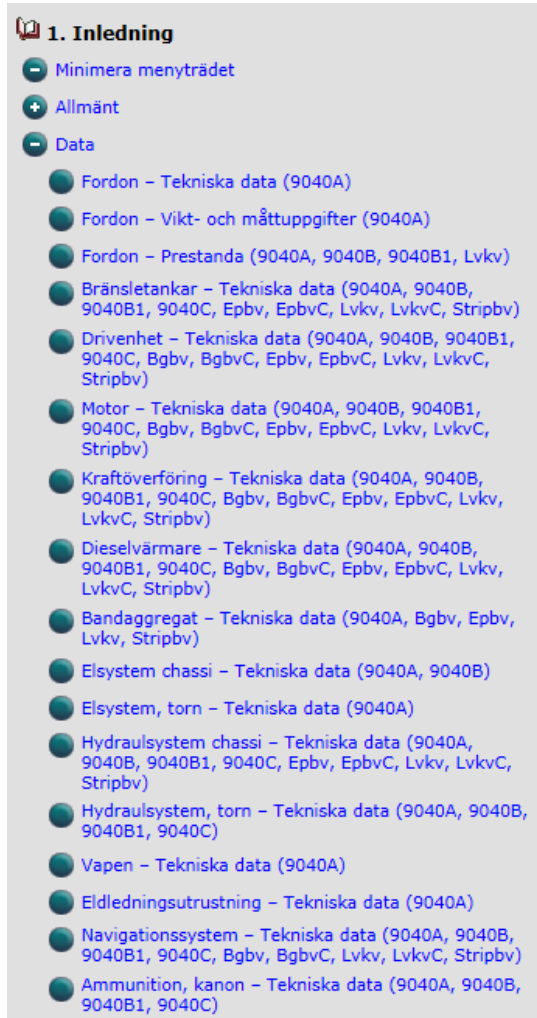 1. Inledning
Minimera menyträdet
Allmänt
Data
Fordon – Tekniska data (9040A)
Fordon – Vikt- och måttuppgifter (9040A)
Fordon – Prestanda (9040A, 9040B, 9040B1, Lvkv)
Bränsletankar – Tekniska data (9040A, 9040B,
9040B1, 9040C, Epbv, EpbvC, Lvkv, LvkvC, Stripbv)
Drivenhet – Tekniska data (9040A, 9040B, 9040B1,
9040C, Bgbv, BgbvC, Epbv, EpbvC, Lvkv, LvkvC,
Stripbv)
Motor – Tekniska data (9040A, 9040B, 9040B1,
9040C, Bgbv, BgbvC, Epbv, EpbvC, Lvkv, LvkvC,
Stripbv)
Kraftöverföring – Tekniska data (9040A, 9040B,
9040B1, 9040C, Bgbv, BgbvC, Epbv, EpbvC, Lvkv,
LvkvC, Stripbv)
Dieselvärmare – Tekniska data (9040A, 9040B,
9040B1, 9040C, Bgbv, BgbvC, Epbv, EpbvC, Lvkv,
LvkvC, Stripbv)
Bandaggregat – Tekniska data (9040A, Bgbv, Epbv,
Lvkv, Stripbv)
Elsystem chassi – Tekniska data (9040A, 9040B)
Elsystem, torn – Tekniska data (9040A)
Hydraulsystem chassi – Tekniska data (9040A,
9040B, 9040B1, 9040C, Epbv, EpbvC, Lvkv, LvkvC,
Stripbv)
Hydraulsystem, torn – Tekniska data (9040A, 9040B,
9040B1, 9040C)
Vapen – Tekniska data (9040A)
Eldledningsutrustning – Tekniska data (9040A)
Navigationssystem – Tekniska data (9040A, 9040B,
9040B1, 9040C, Bgbv, BgbvC, Lvkv, LvkvC, Stripbv)
Ammunition, kanon – Tekniska data (9040A, 9040B,
9040B1, 9040C)